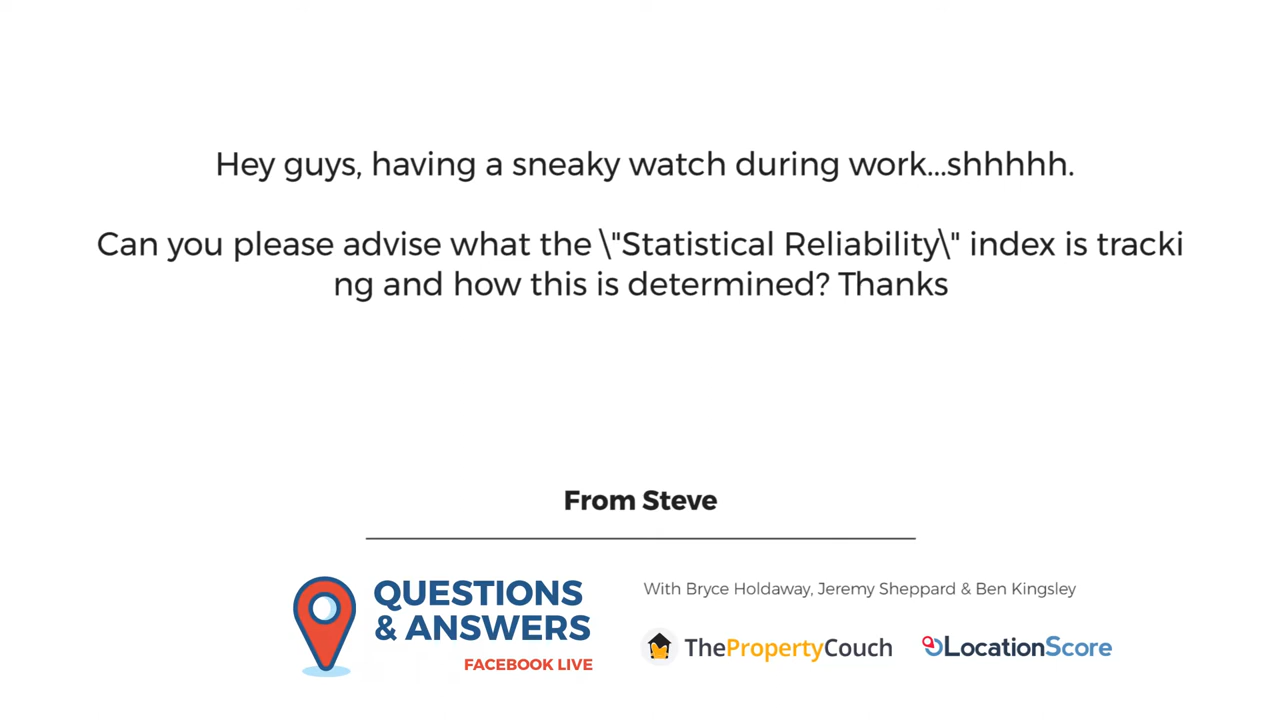 Hey guys, having a sneaky watch during work...shhhhh.
Can you please advise what the \"Statistical Reliability\" index is tracki
ng and how this is determined? Thanks
From Steve
QUESTIONS
& ANSWERS
FACEBOOK LIVE
With Bryce Holdaway, Jeremy Sheppard & Ben Kingsley
ThePropertyCouch
LocationScore